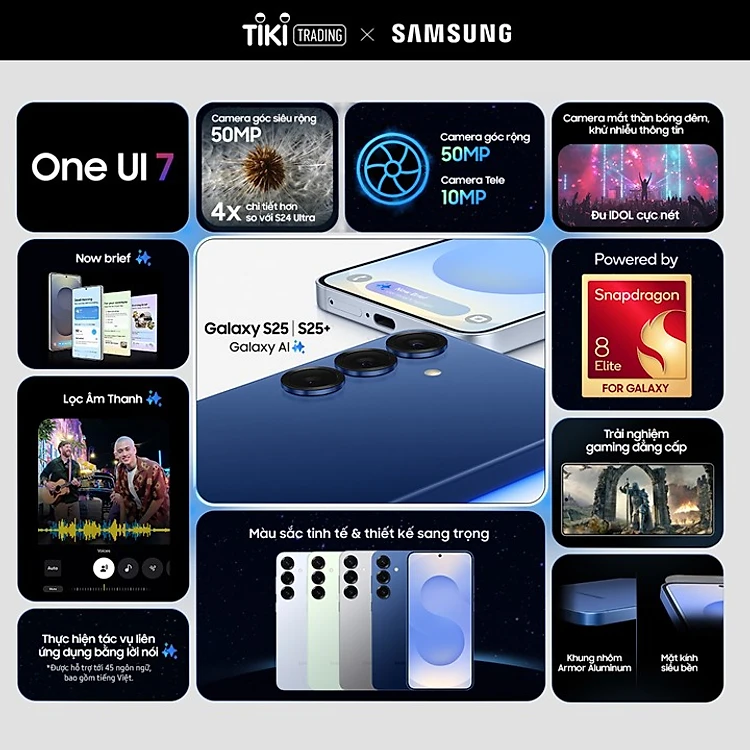 TIKI TRADING × SAMSUNG
One UI 7
Camera góc siêu rộng
50MP
4x chi tiết hơn
so với S24 Ultra
Camera góc rộng
50MP
Camera Tele
10MP
Camera mắt thần bóng đêm,
khử nhiễu thông tin
Đu IDOL cực nét
Now brief
Galaxy S25 | S25+
Galaxy AI
Powered by
Snapdragon
8
Elite
FOR GALAXY
Lọc Âm Thanh
Voices
Auto
Trải nghiệm
gaming đẳng cấp
Màu sắc tinh tế & thiết kế sang trọng
Thực hiện tác vụ liên
ứng dụng bằng lời nói
*Được hỗ trợ tới 45 ngôn ngữ,
bao gồm tiếng Việt.
Khung nhôm
Armor Aluminum
Mặt kính
siêu bền